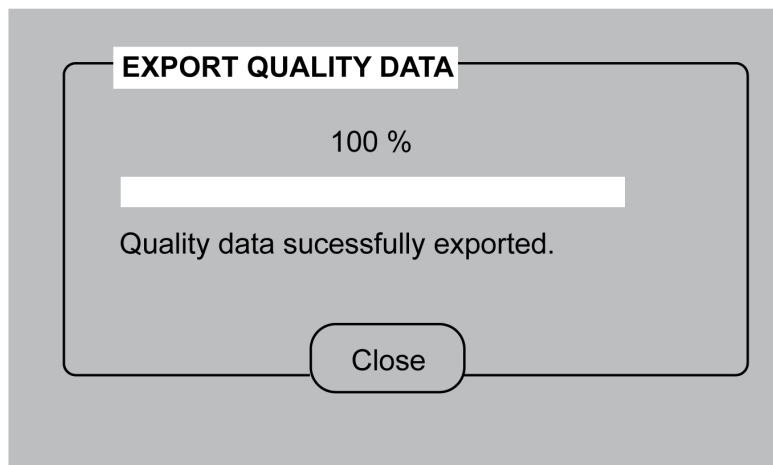 EXPORT QUALITY DATA
100 %
Quality data sucessfully exported.
Close